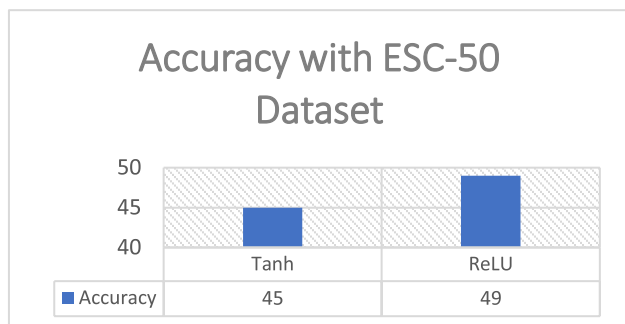 Accuracy with ESC-50
Dataset
50
45
40
Tanh ReLU
Accuracy 45 49